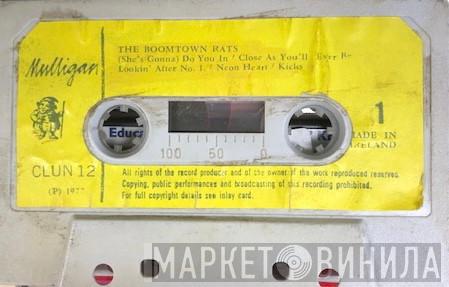 THE BOOMTOWN RATS
(She's Gonna) Do You In / Close As You'll Ever
Lookin' After No. 1. / Neon Heart / Kicks
Mulligan
1
Educ
MADE IN
IRELAND
100 50 0
CLUN 12
(P) 197
All rights of the record producer and of the owner of the work reproduced reserved.
Copying, public performances and broadcasting of this recording prohibited.
For full copyright details see inlay card.
МАРКЕТ ВИНИЛА